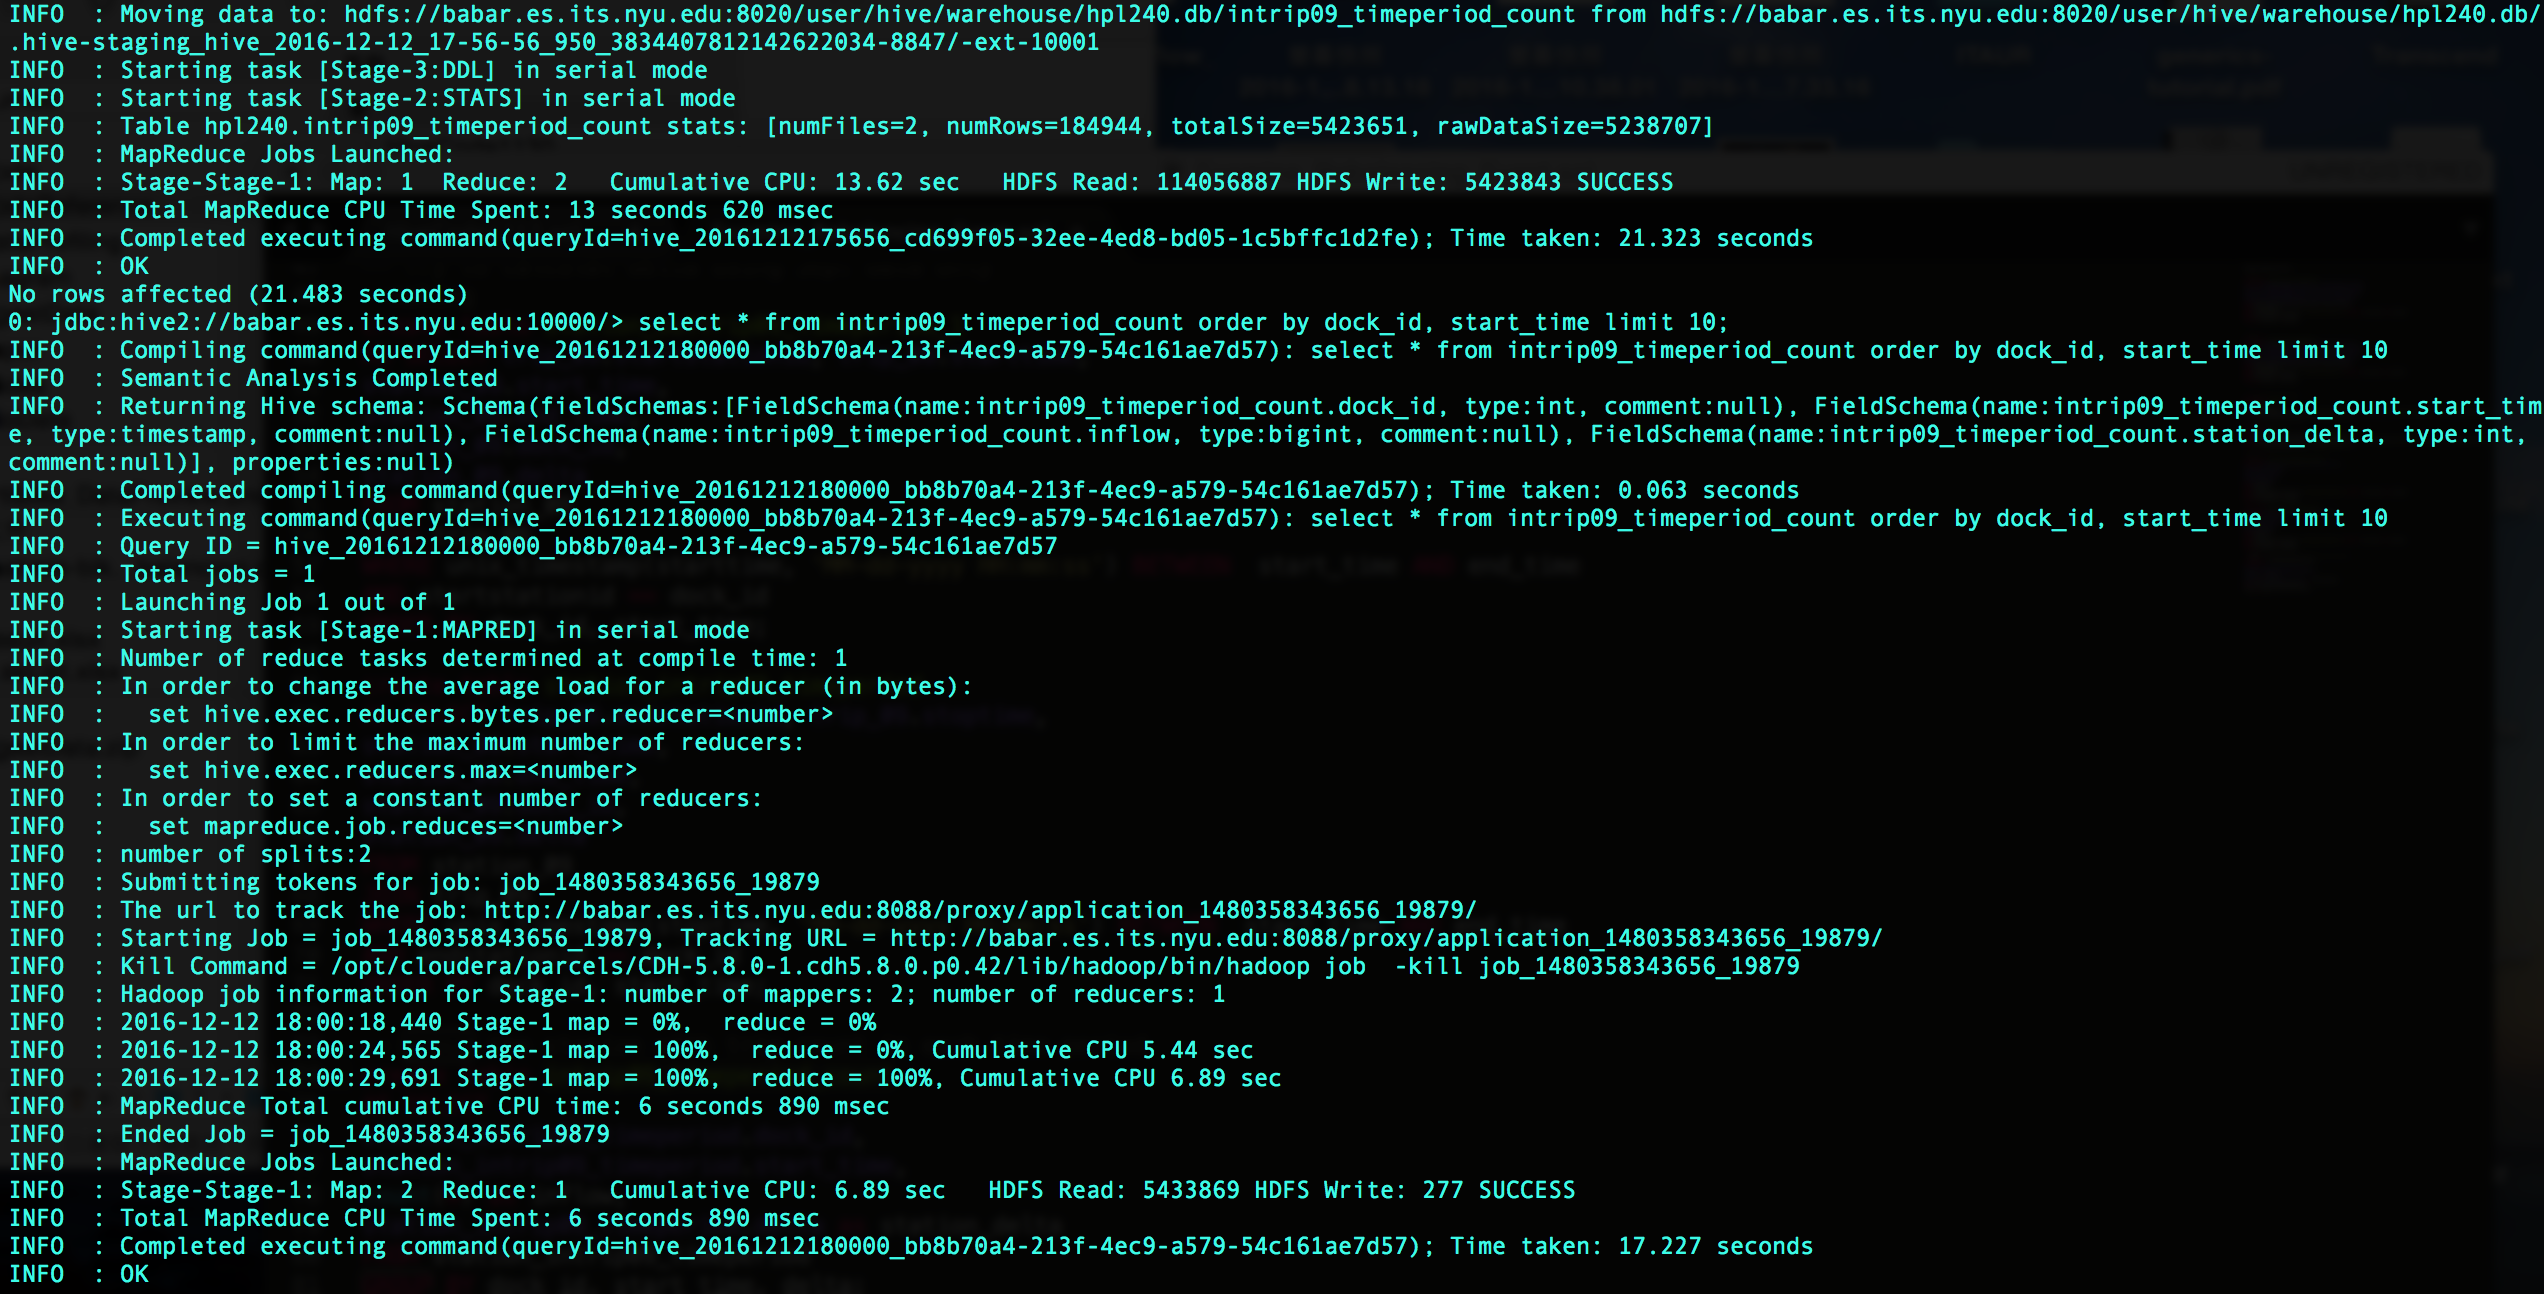 INFO  : Moving data to: hdfs://babar.es.its.nyu.edu:8020/user/hive/warehouse/hpl240.db/intrip09_timeperiod_count from hdfs://babar.es.its.nyu.edu:8020/user/hive/warehouse/hpl240.db/
.hive-staging_hive_2016-12-12_17-56-56_950_3834407812142622034-8847/-ext-10001
INFO  : Starting task [Stage-3:DDL] in serial mode
INFO  : Starting task [Stage-2:STATS] in serial mode
INFO  : Table hpl240.intrip09_timeperiod_count stats: [numFiles=2, numRows=184944, totalSize=5423651, rawDataSize=5238707]
INFO  : MapReduce Jobs Launched:
INFO  : Stage-Stage-1: Map: 1  Reduce: 2   Cumulative CPU: 13.62 sec   HDFS Read: 114056887 HDFS Write: 5423843 SUCCESS
INFO  : Total MapReduce CPU Time Spent: 13 seconds 620 msec
INFO  : Completed executing command(queryId=hive_20161212175656_cd699f05-32ee-4ed8-bd05-1c5bffc1d2fe); Time taken: 21.323 seconds
INFO  : OK
No rows affected (21.483 seconds)
0: jdbc:hive2://babar.es.its.nyu.edu:10000/> select * from intrip09_timeperiod_count order by dock_id, start_time limit 10;
INFO  : Compiling command(queryId=hive_20161212180000_bb8b70a4-213f-4ec9-a579-54c161ae7d57): select * from intrip09_timeperiod_count order by dock_id, start_time limit 10
INFO  : Semantic Analysis Completed
INFO  : Returning Hive schema: Schema(fieldSchemas:[FieldSchema(name:intrip09_timeperiod_count.dock_id, type:int, comment:null), FieldSchema(name:intrip09_timeperiod_count.start_tim
e, type:timestamp, comment:null), FieldSchema(name:intrip09_timeperiod_count.inflow, type:bigint, comment:null), FieldSchema(name:intrip09_timeperiod_count.station_delta, type:int,
comment:null)], properties:null)
INFO  : Completed compiling command(queryId=hive_20161212180000_bb8b70a4-213f-4ec9-a579-54c161ae7d57); Time taken: 0.063 seconds
INFO  : Executing command(queryId=hive_20161212180000_bb8b70a4-213f-4ec9-a579-54c161ae7d57): select * from intrip09_timeperiod_count order by dock_id, start_time limit 10
INFO  : Query ID = hive_20161212180000_bb8b70a4-213f-4ec9-a579-54c161ae7d57
INFO  : Total jobs = 1
INFO  : Launching Job 1 out of 1
INFO  : Starting task [Stage-1:MAPRED] in serial mode
INFO  : Number of reduce tasks determined at compile time: 1
INFO  : In order to change the average load for a reducer (in bytes):
INFO  :   set hive.exec.reducers.bytes.per.reducer=<number>
INFO  : In order to limit the maximum number of reducers:
INFO  :   set hive.exec.reducers.max=<number>
INFO  : In order to set a constant number of reducers:
INFO  :   set mapreduce.job.reduces=<number>
INFO  : number of splits:2
INFO  : Submitting tokens for job: job_1480358343656_19879
INFO  : The url to track the job: http://babar.es.its.nyu.edu:8088/proxy/application_1480358343656_19879/
INFO  : Starting Job = job_1480358343656_19879, Tracking URL = http://babar.es.its.nyu.edu:8088/proxy/application_1480358343656_19879/
INFO  : Kill Command = /opt/cloudera/parcels/CDH-5.8.0-1.cdh5.8.0.p0.42/lib/hadoop/bin/hadoop job  -kill job_1480358343656_19879
INFO  : Hadoop job information for Stage-1: number of mappers: 2; number of reducers: 1
INFO  : 2016-12-12 18:00:18,440 Stage-1 map = 0%,  reduce = 0%
INFO  : 2016-12-12 18:00:24,565 Stage-1 map = 100%,  reduce = 0%, Cumulative CPU 5.44 sec
INFO  : 2016-12-12 18:00:29,691 Stage-1 map = 100%,  reduce = 100%, Cumulative CPU 6.89 sec
INFO  : MapReduce Total cumulative CPU time: 6 seconds 890 msec
INFO  : Ended Job = job_1480358343656_19879
INFO  : MapReduce Jobs Launched:
INFO  : Stage-Stage-1: Map: 2  Reduce: 1   Cumulative CPU: 6.89 sec   HDFS Read: 5433869 HDFS Write: 277 SUCCESS
INFO  : Total MapReduce CPU Time Spent: 6 seconds 890 msec
INFO  : Completed executing command(queryId=hive_20161212180000_bb8b70a4-213f-4ec9-a579-54c161ae7d57); Time taken: 17.227 seconds
INFO  : OK